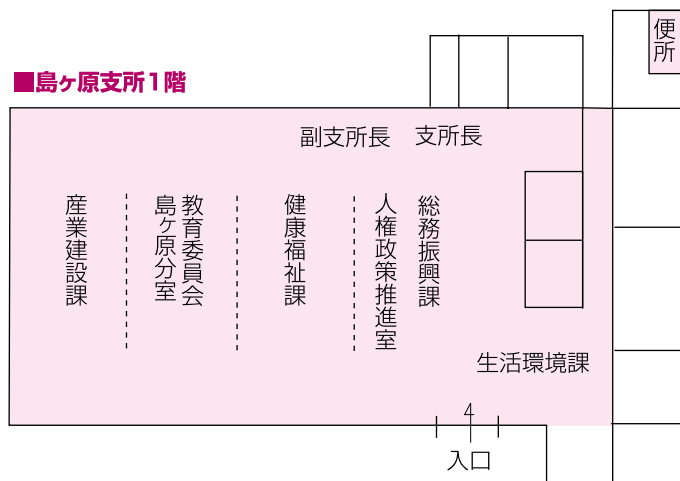 ■島ヶ原支所1階
便所
副支所長
支所長
総務振興課
人権政策推進室
健康福祉課
教育委員会
島ヶ原分室
産業建設課
生活環境課
入口